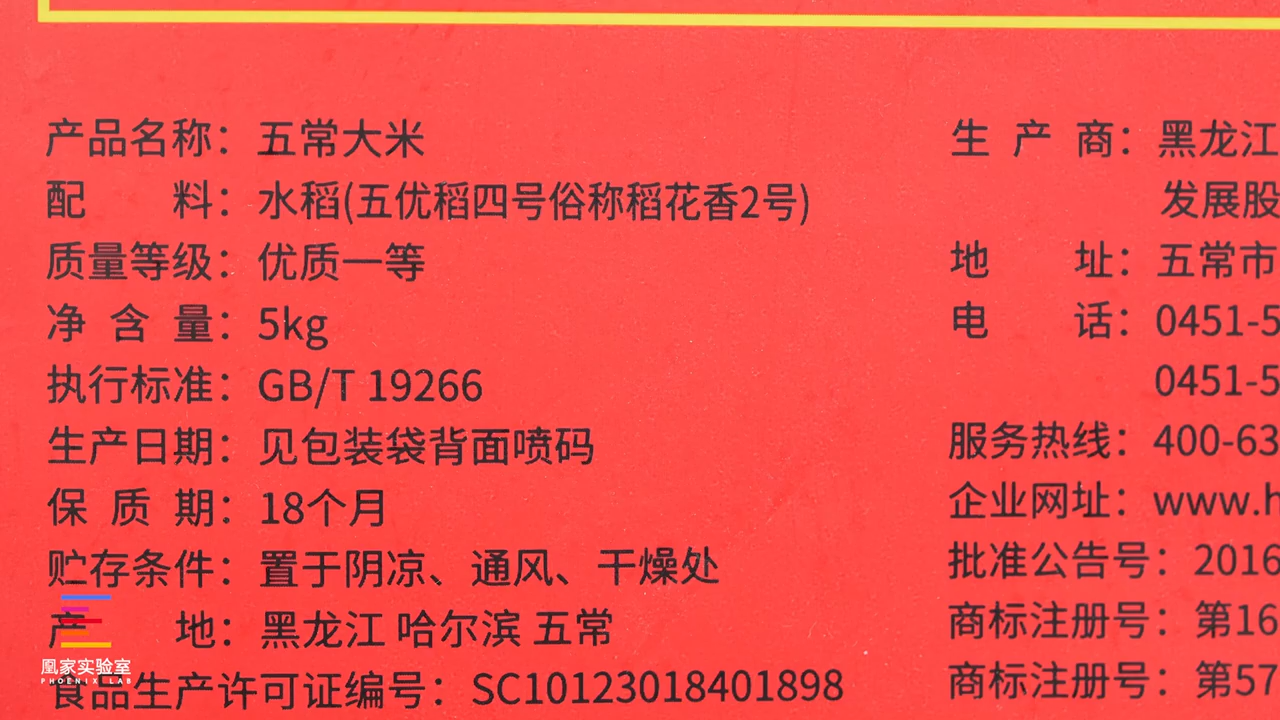 产品名称：五常大米
配料：水稻(五优稻四号俗称稻花香2号)
质量等级：优质一等
净含量：5kg
执行标准：GB/T 19266
生产日期：见包装袋背面喷码
保质期：18个月
贮存条件：置于阴凉、通风、干燥处
产地：黑龙江 哈尔滨 五常
食品生产许可证编号：SC10123018401898
生产商：黑龙江
发展股
地址：五常市
电话：0451-5
0451-5
服务热线：400-63
企业网址：www.h
批准公告号：2016
商标注册号：第16
商标注册号：第57
凰家实验室
PHOENIX LAB